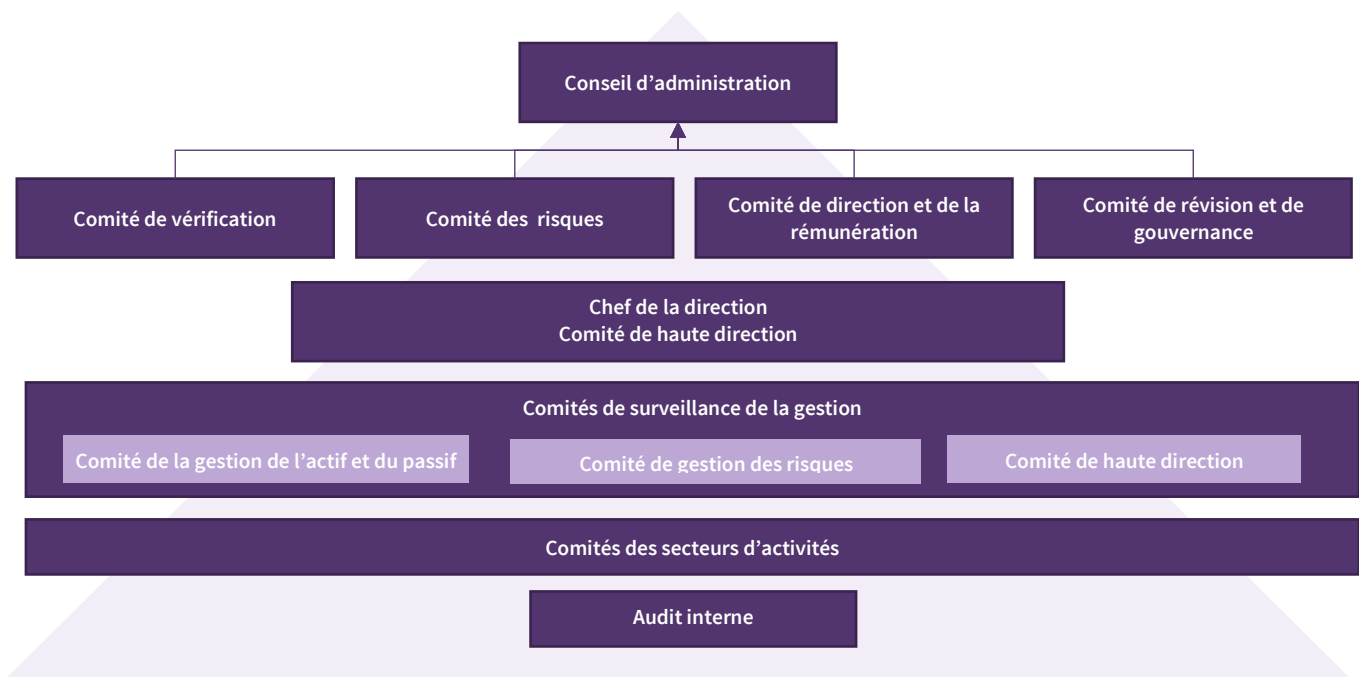 Conseil d’administration
Comité de vérification
Comité des  risques
Comité de direction et de la
rémunération
Comité de révision et de
gouvernance
Chef de la direction
Comité de haute direction
Comités de surveillance de la gestion
Comité de la gestion de l’actif et du passif
Comité de gestion des risques
Comité de haute direction
Comités des secteurs d’activités
Audit interne